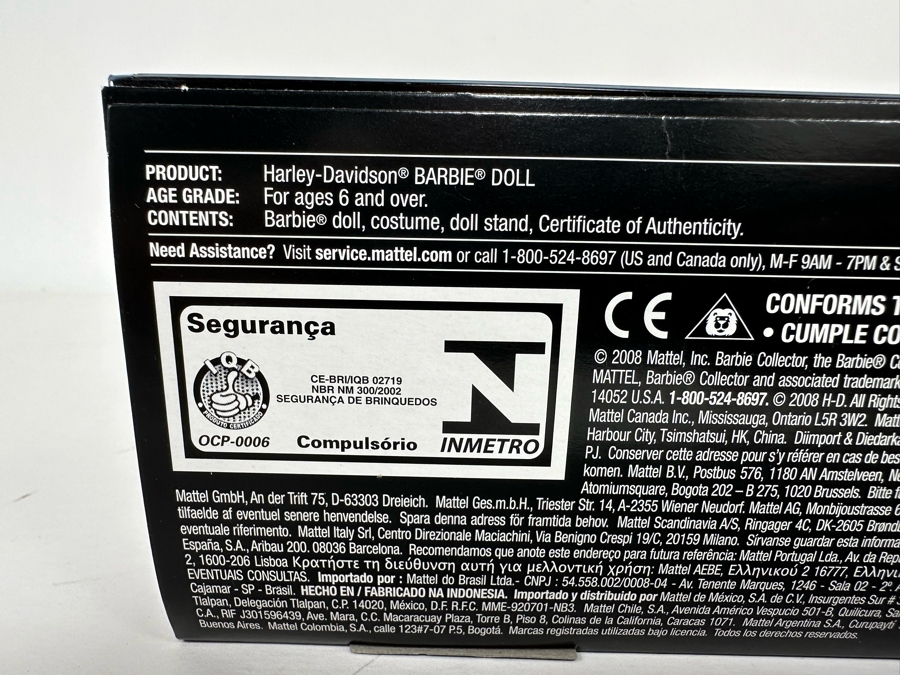 PRODUCT: Harley-Davidson® BARBIE® DOLL
AGE GRADE: For ages 6 and over.
CONTENTS: Barbie® doll, costume, doll stand, Certificate of Authenticity.
Need Assistance? Visit service.mattel.com or call 1-800-524-8697 (US and Canada only), M-F 9AM - 7PM & S
Segurança
IQB
PRODUTO CERTIFICADO
OCP-0006
CE-BRI/IQB 02719
NBR NM 300/2002
SEGURANÇA DE BRINQUEDOS
Compulsório
INMETRO
CE
CONFORMS T
• CUMPLE CO
© 2008 Mattel, Inc. Barbie Collector, the Barbie® C
MATTEL, Barbie® Collector and associated trademark
14052 U.S.A. 1-800-524-8697. © 2008 H-D. All Rights
Mattel Canada Inc., Mississauga, Ontario L5R 3W2. Matt
Harbour City, Tsimshatsui, HK, China. Diimport & Diedarka
PJ. Conserver cette adresse pour s'y référer en cas de bes
komen. Mattel B.V., Postbus 576, 1180 AN Amstelveen, Ne
Atomiumsquare, Bogota 202 – B 275, 1020 Brussels. Bitte f
Mattel GmbH, An der Trift 75, D-63303 Dreieich. Mattel Ges.m.b.H., Triester Str. 14, A-2355 Wiener Neudorf. Mattel AG, Monbijoustrasse 6
tilfaelde af eventuel senere henvendelse. Spara denna adress för framtida behov. Mattel Scandinavia A/S, Ringager 4C, DK-2605 Brøndb
eventuale riferimento. Mattel Italy Srl, Centro Direzionale Maciachini, Via Benigno Crespi 19/C, 20159 Milano. Sírvanse guardar esta informa
España, S.A., Aribau 200. 08036 Barcelona. Recomendamos que anote este endereço para futura referência: Mattel Portugal Lda., Av. da Rep
2, 1600-206 Lisboa Κρατήστε τη διεύθυνση αυτή για μελλοντική χρήση: Mattel AEBE, Ελληνικού 2 16777, Ελληνι
EVENTUAIS CONSULTAS. Importado por : Mattel do Brasil Ltda.- CNPJ : 54.558.002/0008-04 - Av. Tenente Marques, 1246 - Sala 02 - 2º
Cajamar - SP - Brasil. HECHO EN / FABRICADO NA INDONESIA. Importado y distribuido por Mattel de México, S.A. de C.V., Insurgentes Sur #
Tlalpan, Delegación Tlalpan, C.P. 14020, México, D.F. R.F.C. MME-920701-NB3. Mattel Chile, S.A., Avenida Américo Vespucio 501-B, Quilicura, Sa
C.A., RIF J301596439, Ave. Mara, C.C. Macaracuay Plaza, Torre B, Piso 8, Colinas de la California, Caracas 1071. Mattel Argentina S.A., Curupaytí
Buenos Aires. Mattel Colombia, S.A., calle 123#7-07 P.5, Bogotá. Marcas registradas utilizadas bajo licencia. Todos los derechos reservados.